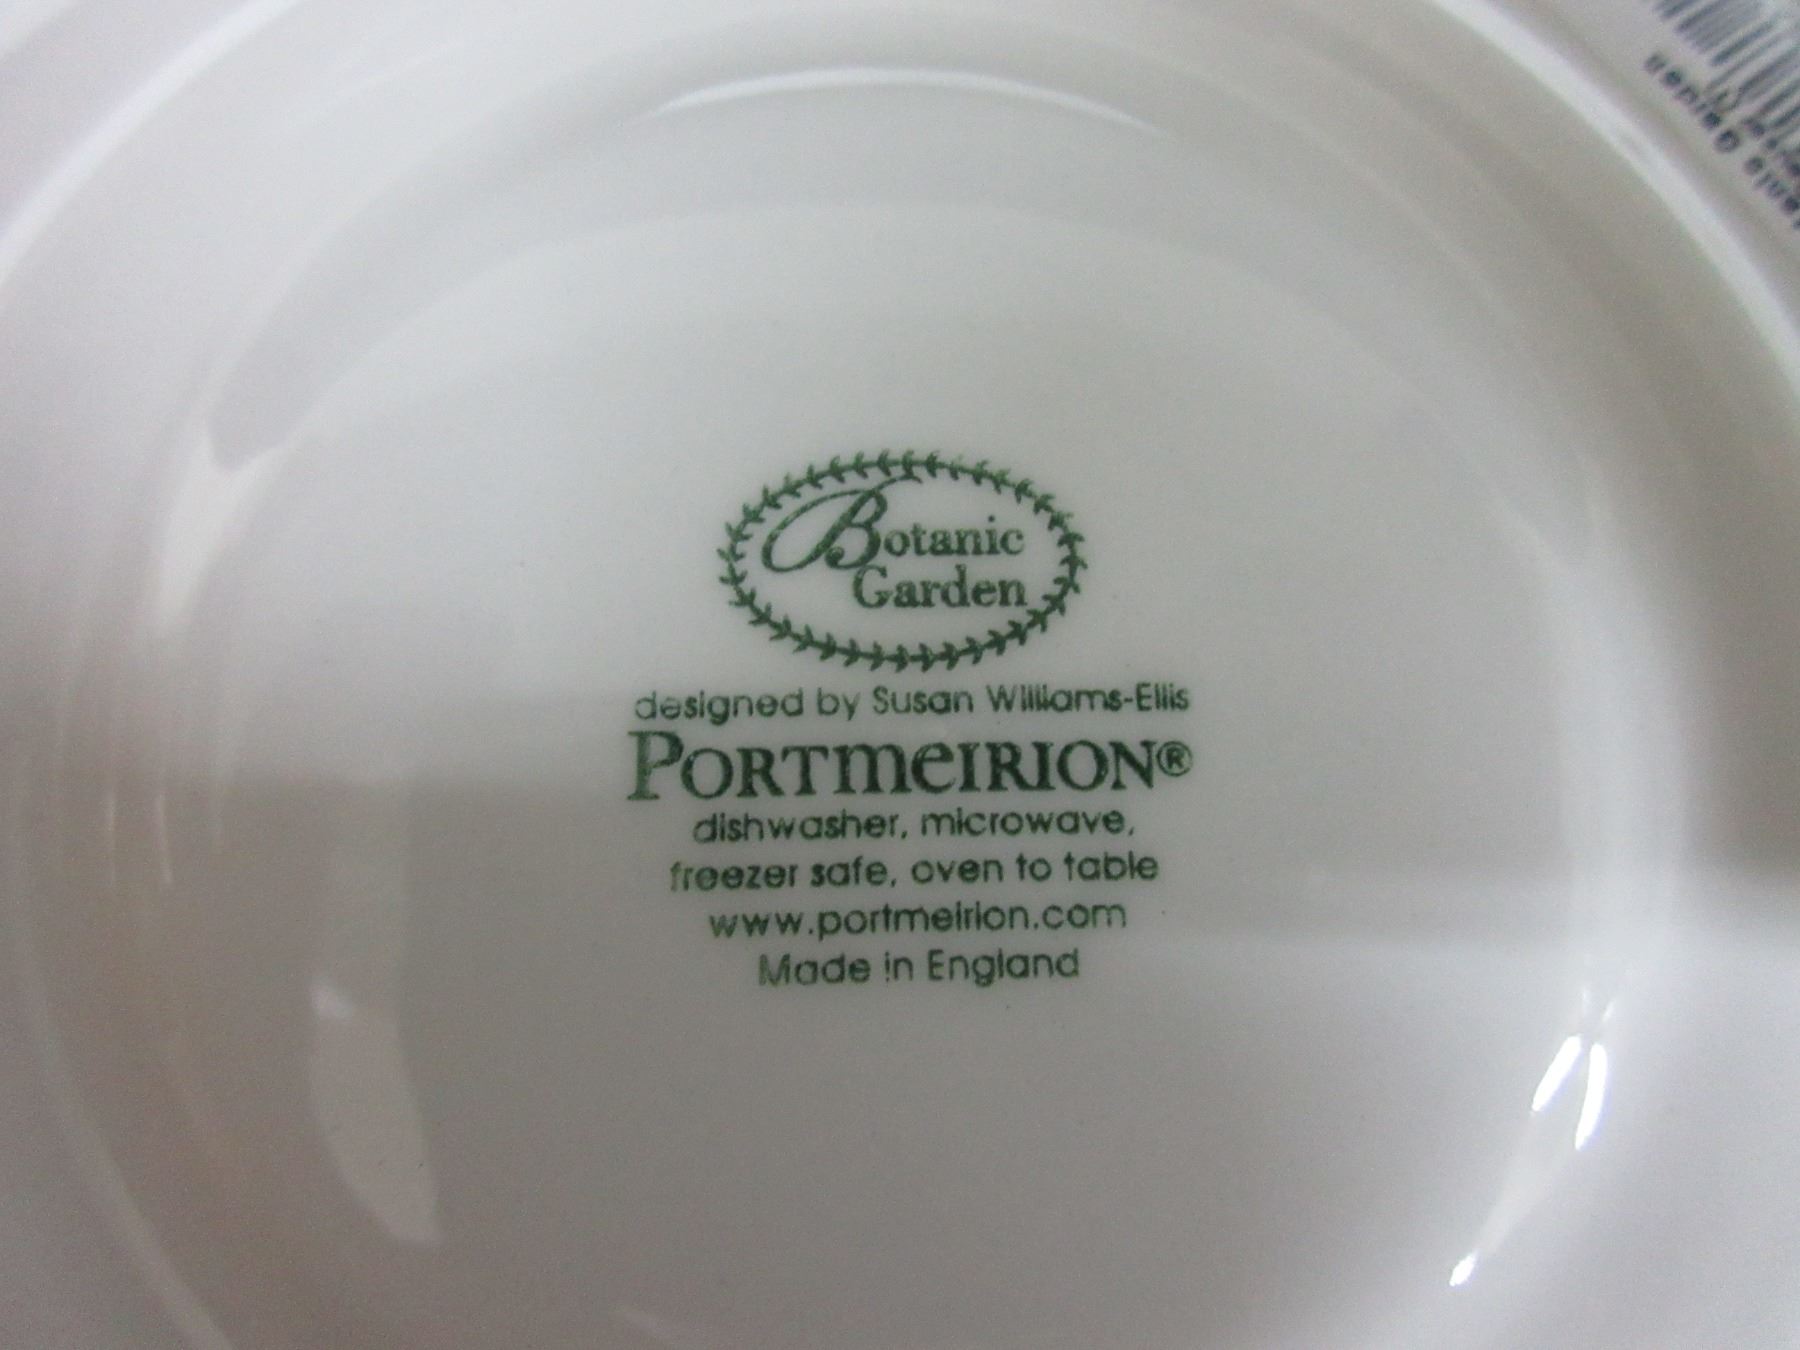 Botanic
Garden
designed by Susan Williams-Ellis
PORTMEIRION®
dishwasher, microwave,
freezer safe, oven to table
www.portmeirion.com
Made in England
Garden